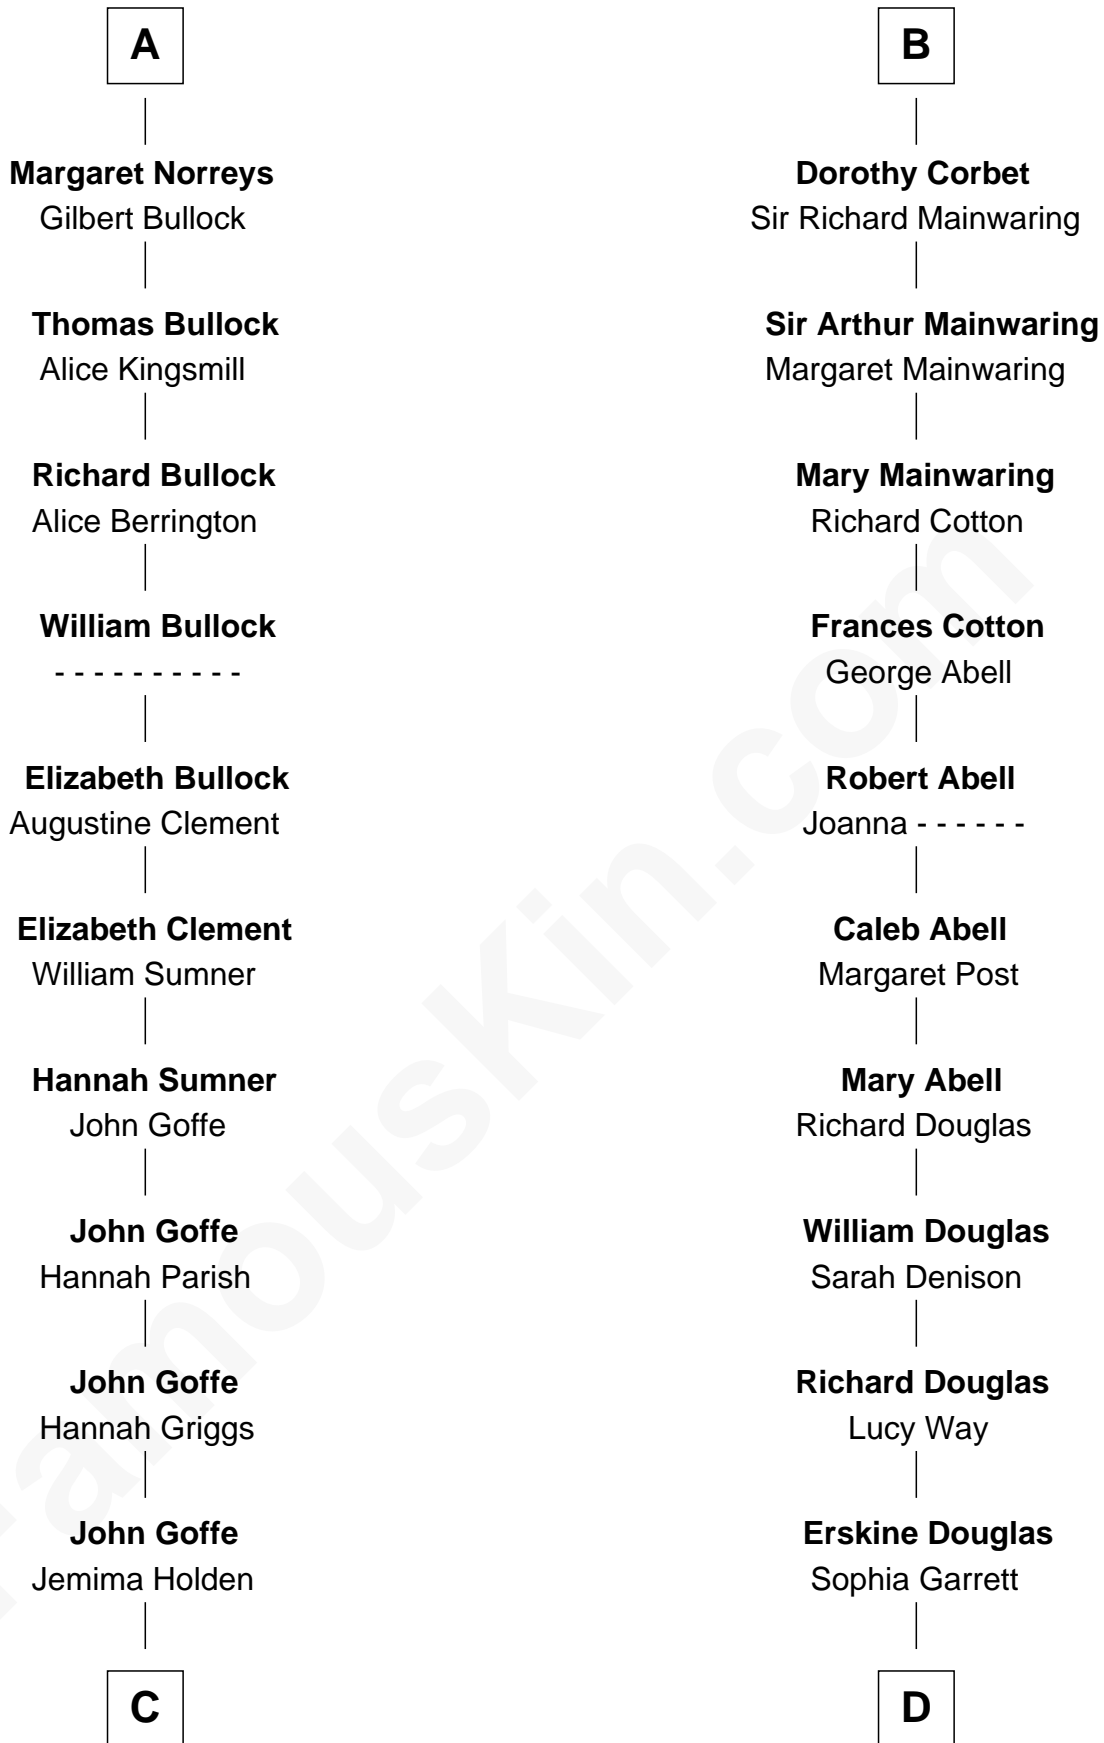 A
Margaret Norreys
Gilbert Bullock
Thomas Bullock
Alice Kingsmill
Richard Bullock
Alice Berrington
William Bullock
- - - - - - - - - -
Elizabeth Bullock
Augustine Clement
Elizabeth Clement
William Sumner
Hannah Sumner
John Goffe
John Goffe
Hannah Parish
John Goffe
Hannah Griggs
John Goffe
Jemima Holden
C
B
Dorothy Corbet
Sir Richard Mainwaring
Sir Arthur Mainwaring
Margaret Mainwaring
Mary Mainwaring
Richard Cotton
Frances Cotton
George Abell
Robert Abell
Joanna - - - - - -
Caleb Abell
Margaret Post
Mary Abell
Richard Douglas
William Douglas
Sarah Denison
Richard Douglas
Lucy Way
Erskine Douglas
Sophia Garrett
D
FamousKin.com